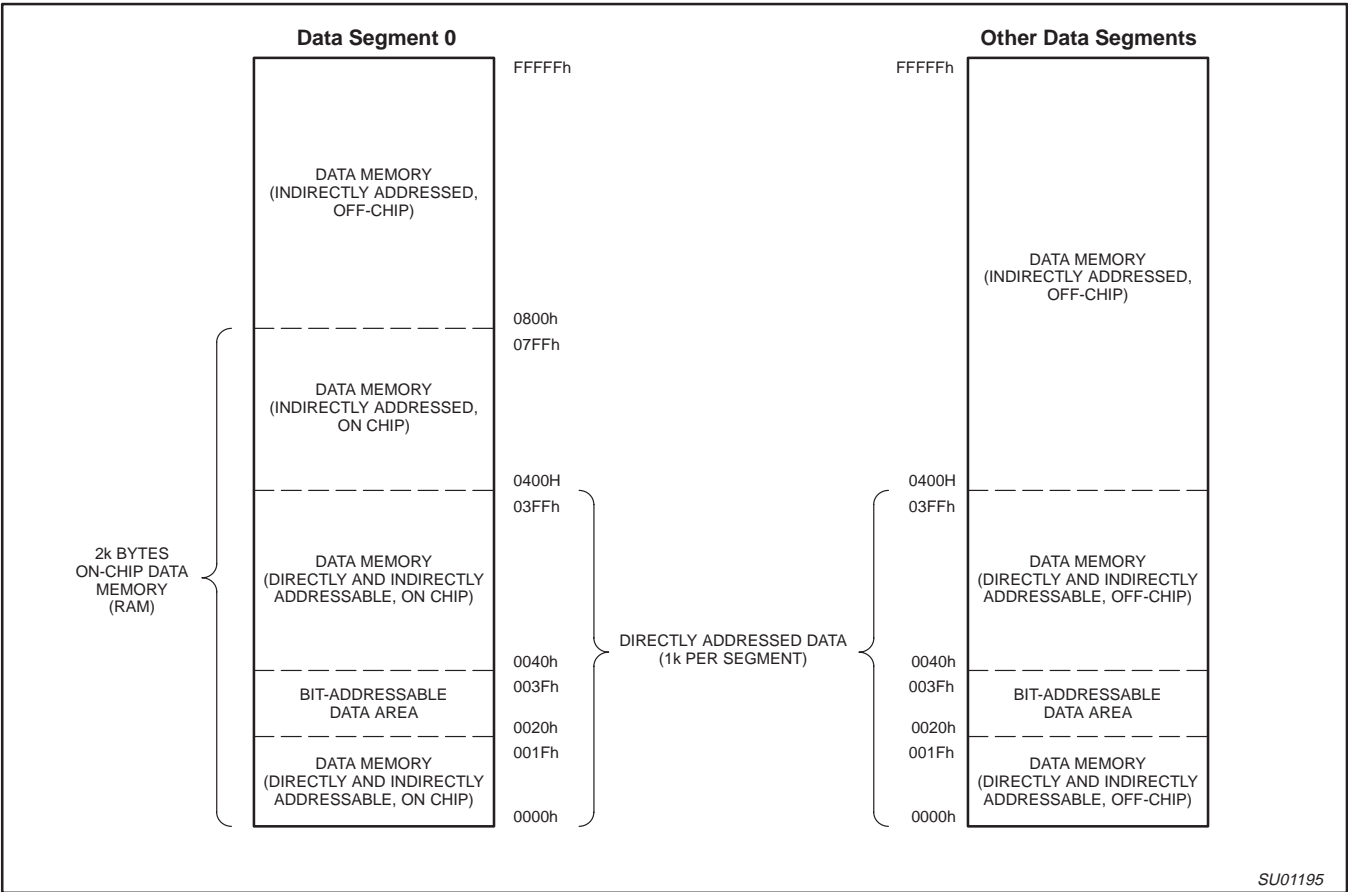 Data Segment 0
FFFFFh
DATA MEMORY
(INDIRECTLY ADDRESSED,
OFF-CHIP)
0800h
07FFh
DATA MEMORY
(INDIRECTLY ADDRESSED,
ON CHIP)
0400H
03FFh
2k BYTES
ON-CHIP DATA
MEMORY
(RAM)
DATA MEMORY
(DIRECTLY AND INDIRECTLY
ADDRESSABLE, ON CHIP)
0040h
003Fh
BIT-ADDRESSABLE
DATA AREA
0020h
001Fh
DATA MEMORY
(DIRECTLY AND INDIRECTLY
ADDRESSABLE, ON CHIP)
0000h
DIRECTLY ADDRESSED DATA
(1k PER SEGMENT)
Other Data Segments
FFFFFh
DATA MEMORY
(INDIRECTLY ADDRESSED,
OFF-CHIP)
0400H
03FFh
DATA MEMORY
(DIRECTLY AND INDIRECTLY
ADDRESSABLE, OFF-CHIP)
0040h
003Fh
BIT-ADDRESSABLE
DATA AREA
0020h
001Fh
DATA MEMORY
(DIRECTLY AND INDIRECTLY
ADDRESSABLE, OFF-CHIP)
0000h
SU01195